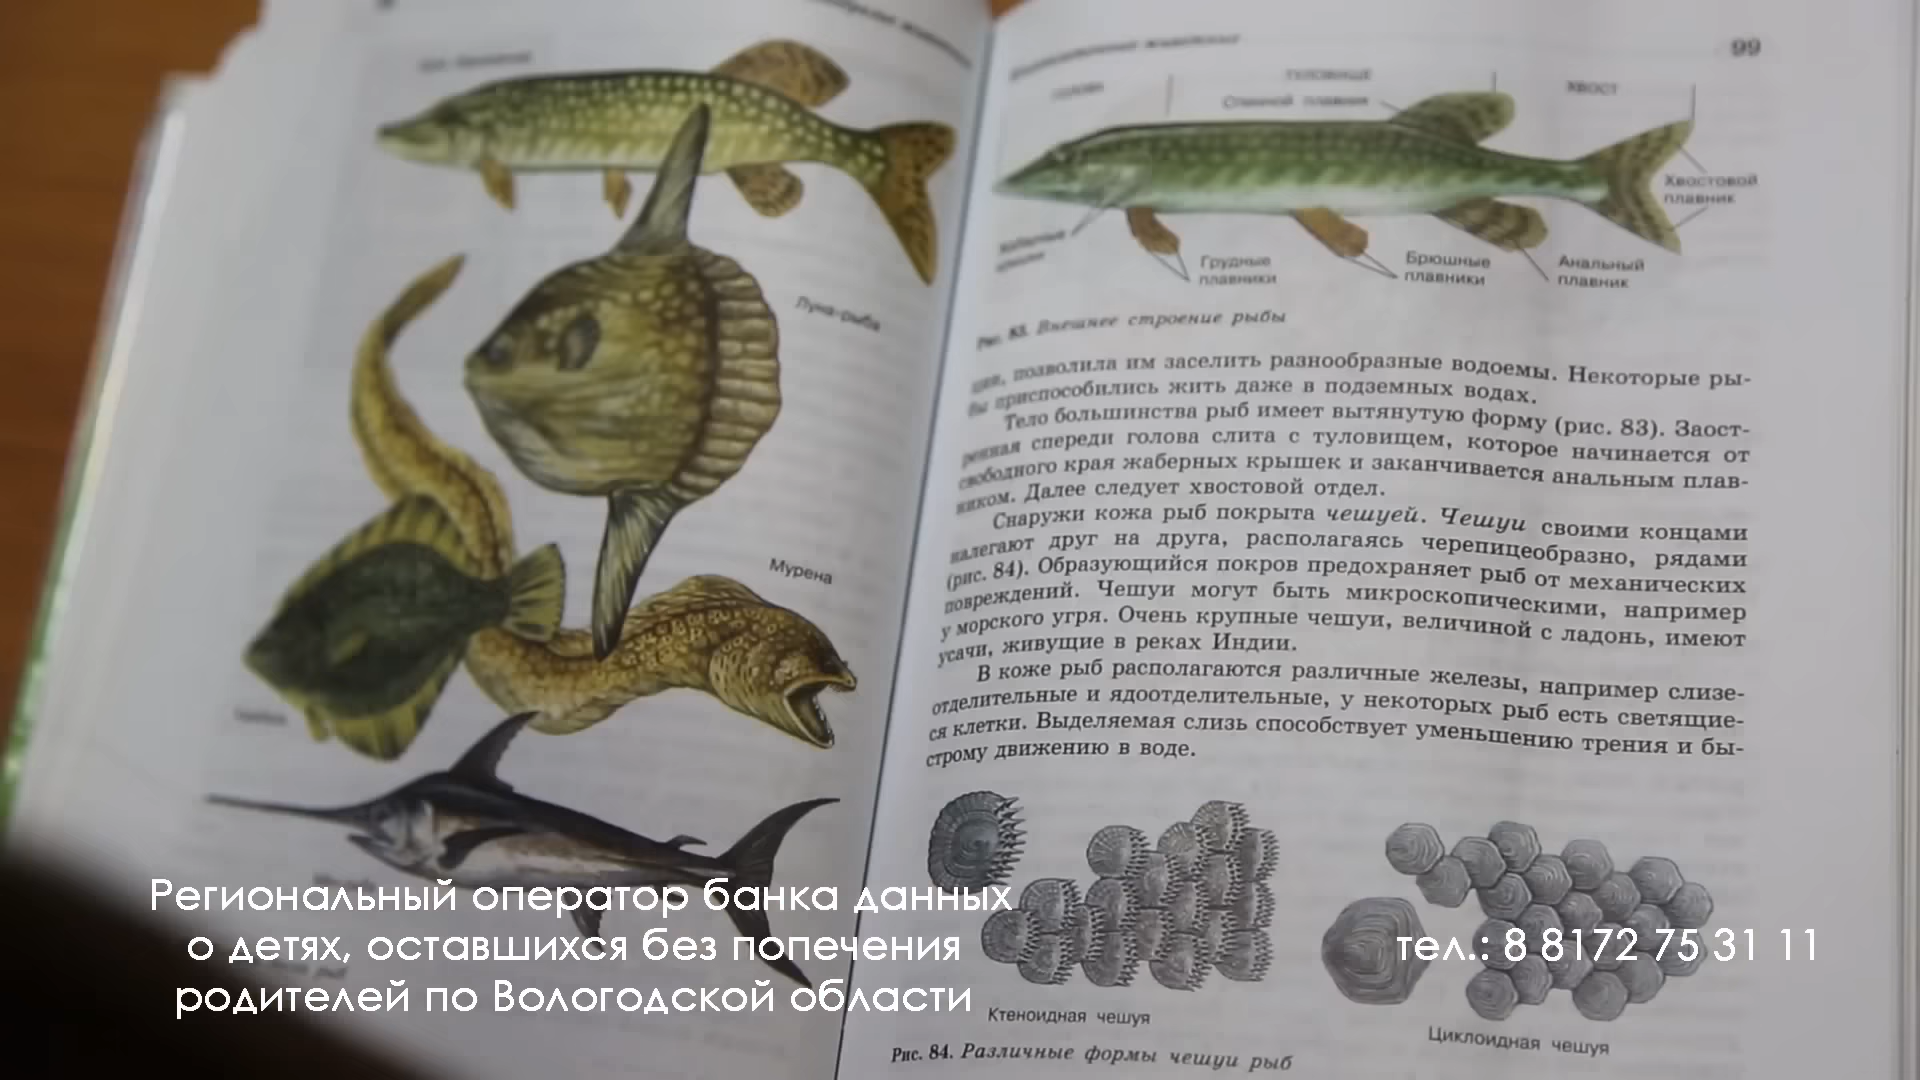 Луна-рыба
Мурена
99
ГОЛОВА
ТУЛОВИЩЕ
ХВОСТ
Спинной плавник
Хвостовой
плавник
Жаберные
Грудные
плавники
Брюшные
плавники
Анальный
плавник
Рис. 83. Внешнее строение рыбы
позволила им заселить разнообразные водоемы. Некоторые ры-
бы приспособились жить даже в подземных водах.
Тело большинства рыб имеет вытянутую форму (рис. 83). Заост-
ренная спереди голова слита с туловищем, которое начинается от
свободного края жаберных крышек и заканчивается анальным плав-
ником. Далее следует хвостовой отдел.
Снаружи кожа рыб покрыта чешуей. Чешуи своими концами
налегают друг на друга, располагаясь черепицеобразно, рядами
(рис. 84). Образующийся покров предохраняет рыб от механических
повреждений. Чешуи могут быть микроскопическими, например
у морского угря. Очень крупные чешуи, величиной с ладонь, имеют
усачи, живущие в реках Индии.
В коже рыб располагаются различные железы, например слизе-
отделительные и ядоотделительные, у некоторых рыб есть светящие-
ся клетки. Выделяемая слизь способствует уменьшению трения и бы-
строму движению в воде.
Ктеноидная чешуя
Циклоидная чешуя
Рис. 84. Различные формы чешуи рыб
Региональный оператор банка данных
о детях, оставшихся без попечения
родителей по Вологодской области
тел.: 8 8172 75 31 11